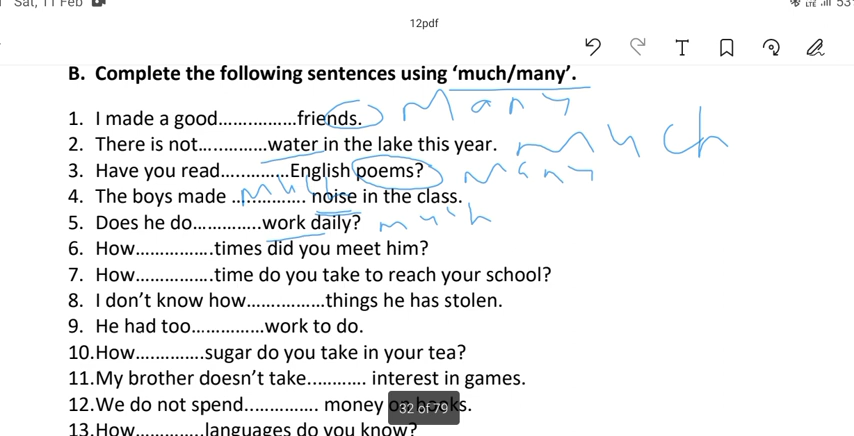 Sat, 11 Feb
LTE .ıll 53
12pdf
B. Complete the following sentences using ‘much/many’.
1. I made a good................friends. Many
2. There is not..............water in the lake this year. Much
3. Have you read..............English poems? Many
4. The boys made ............... noise in the class. Much
5. Does he do..............work daily? much
6. How................times did you meet him?
7. How................time do you take to reach your school?
8. I don’t know how................things he has stolen.
9. He had too...............work to do.
10.How..............sugar do you take in your tea?
11.My brother doesn’t take............ interest in games.
12.We do not spend............... money on books.
32 of 79
13.How..............languages do you know?